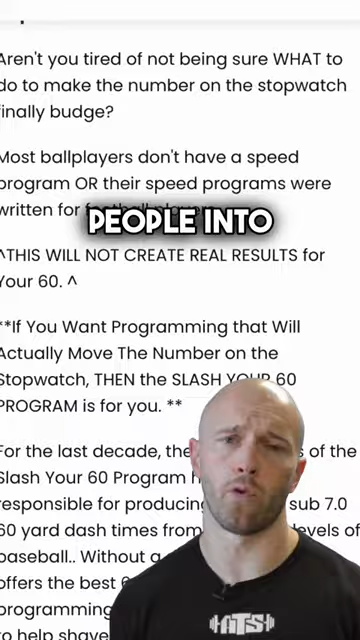 Aren't you tired of not being sure WHAT to
do to make the number on the stopwatch
finally budge?
Most ballplayers don't have a speed
program OR their speed programs were
written for
PEOPLE INTO
^THIS WILL NOT CREATE REAL RESULTS for
Your 60. ^
**If You Want Programming that Will
Actually Move The Number on the
Stopwatch, THEN the SLASH YOUR 60
PROGRAM is for you. **
For the last decade, the of the
Slash Your 60 Program
responsible for producing sub 7.0
60 yard dash times from levels of
baseball.. Without a
offers the best
programming
to help shave
ATS